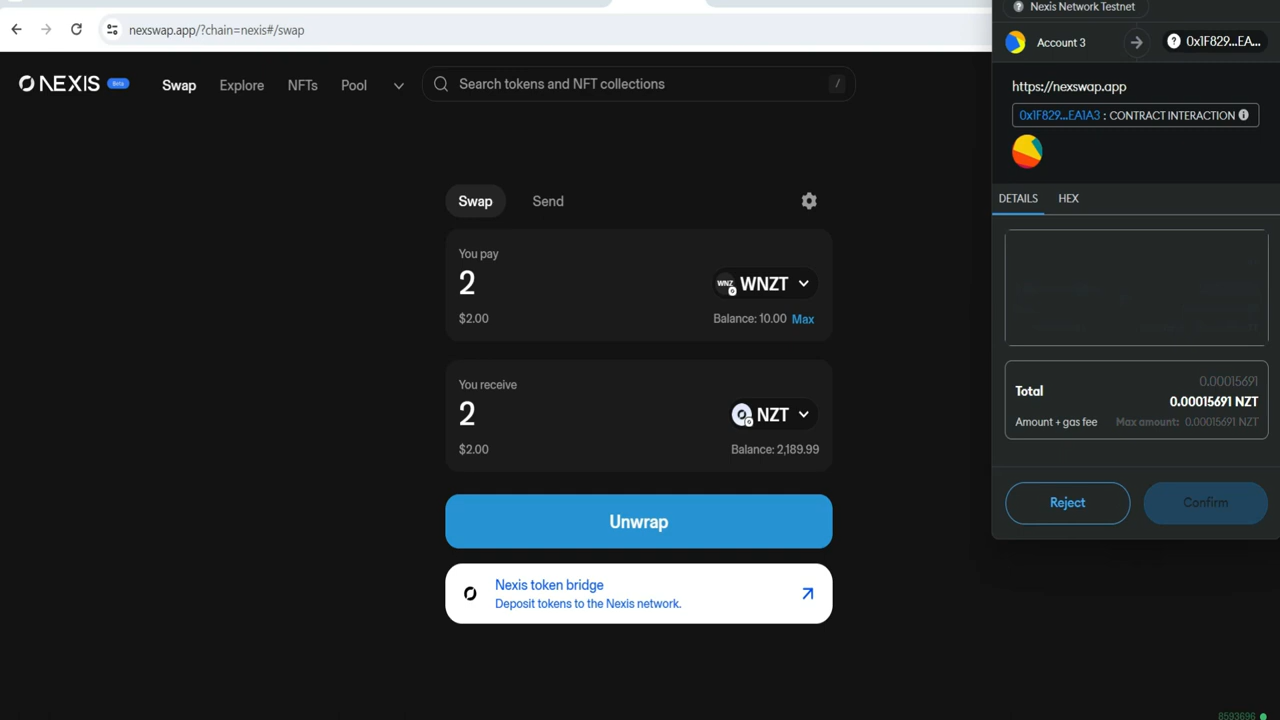 nexswap.app/?chain=nexis#/swap
NEXIS Beta
Swap
Explore
NFTs
Pool
Search tokens and NFT collections
/
Swap
Send
You pay
2
WNZ WNZT
$2.00
Balance: 10.00 Max
You receive
2
NZT
$2.00
Balance: 2,189.99
Unwrap
Nexis token bridge
Deposit tokens to the Nexis network.
Nexis Network Testnet
Account 3
0x1F829...EA...
https://nexswap.app
0x1F829...EA1A3 : CONTRACT INTERACTION
DETAILS
HEX
0.00015691
Total
0.00015691 NZT
Amount + gas fee
Max amount: 0.00015691 NZT
Reject
Confirm
8593696